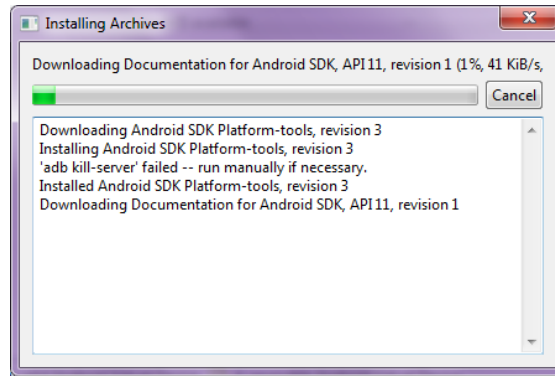 Installing Archives
Downloading Documentation for Android SDK, API 11, revision 1 (1%, 41 KiB/s,
Cancel
Downloading Android SDK Platform-tools, revision 3
Installing Android SDK Platform-tools, revision 3
'adb kill-server' failed -- run manually if necessary.
Installed Android SDK Platform-tools, revision 3
Downloading Documentation for Android SDK, API 11, revision 1